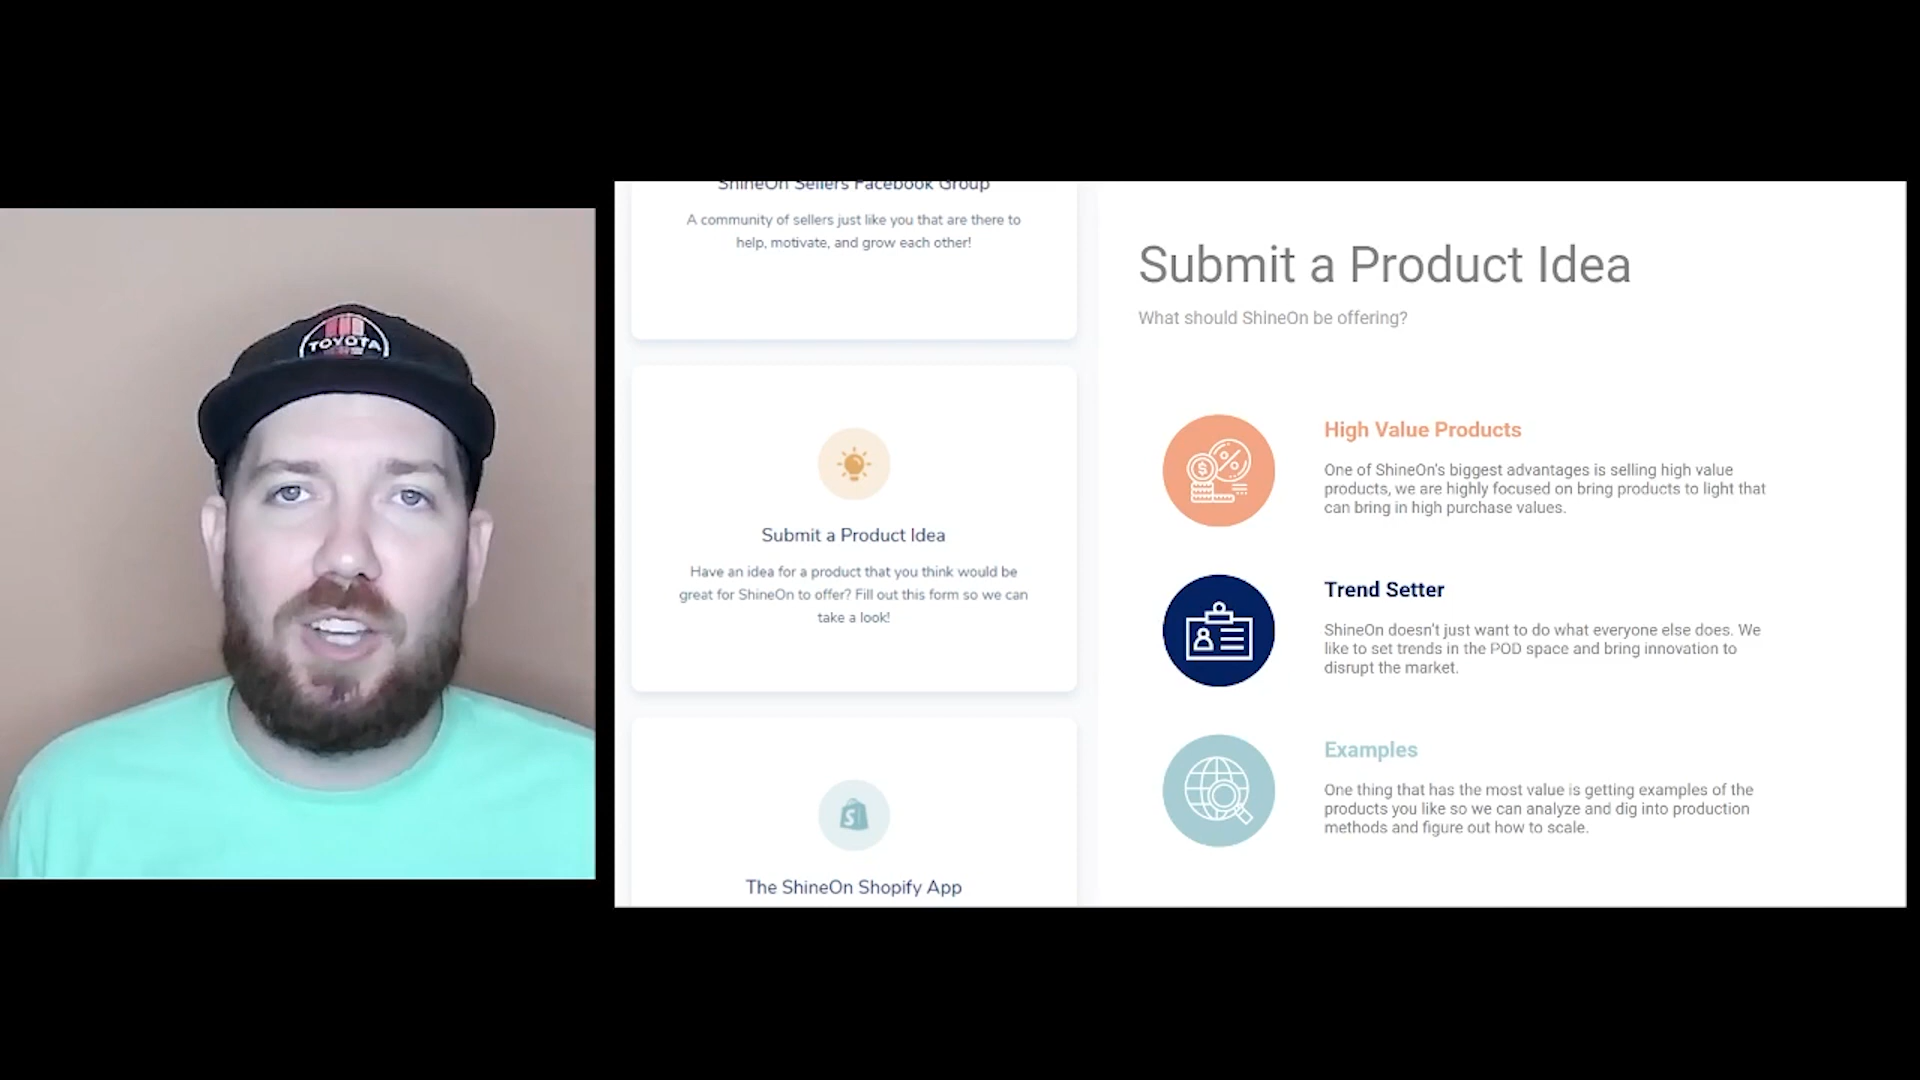 TOYOTA
ShineOn Sellers Facebook Group
A community of sellers just like you that are there to
help, motivate, and grow each other!
Submit a Product Idea
Have an idea for a product that you think would be
great for ShineOn to offer? Fill out this form so we can
take a look!
The ShineOn Shopify App
Submit a Product Idea
What should ShineOn be offering?
High Value Products
One of ShineOn's biggest advantages is selling high value
products, we are highly focused on bring products to light that
can bring in high purchase values.
Trend Setter
ShineOn doesn't just want to do what everyone else does. We
like to set trends in the POD space and bring innovation to
disrupt the market.
Examples
One thing that has the most value is getting examples of the
products you like so we can analyze and dig into production
methods and figure out how to scale.